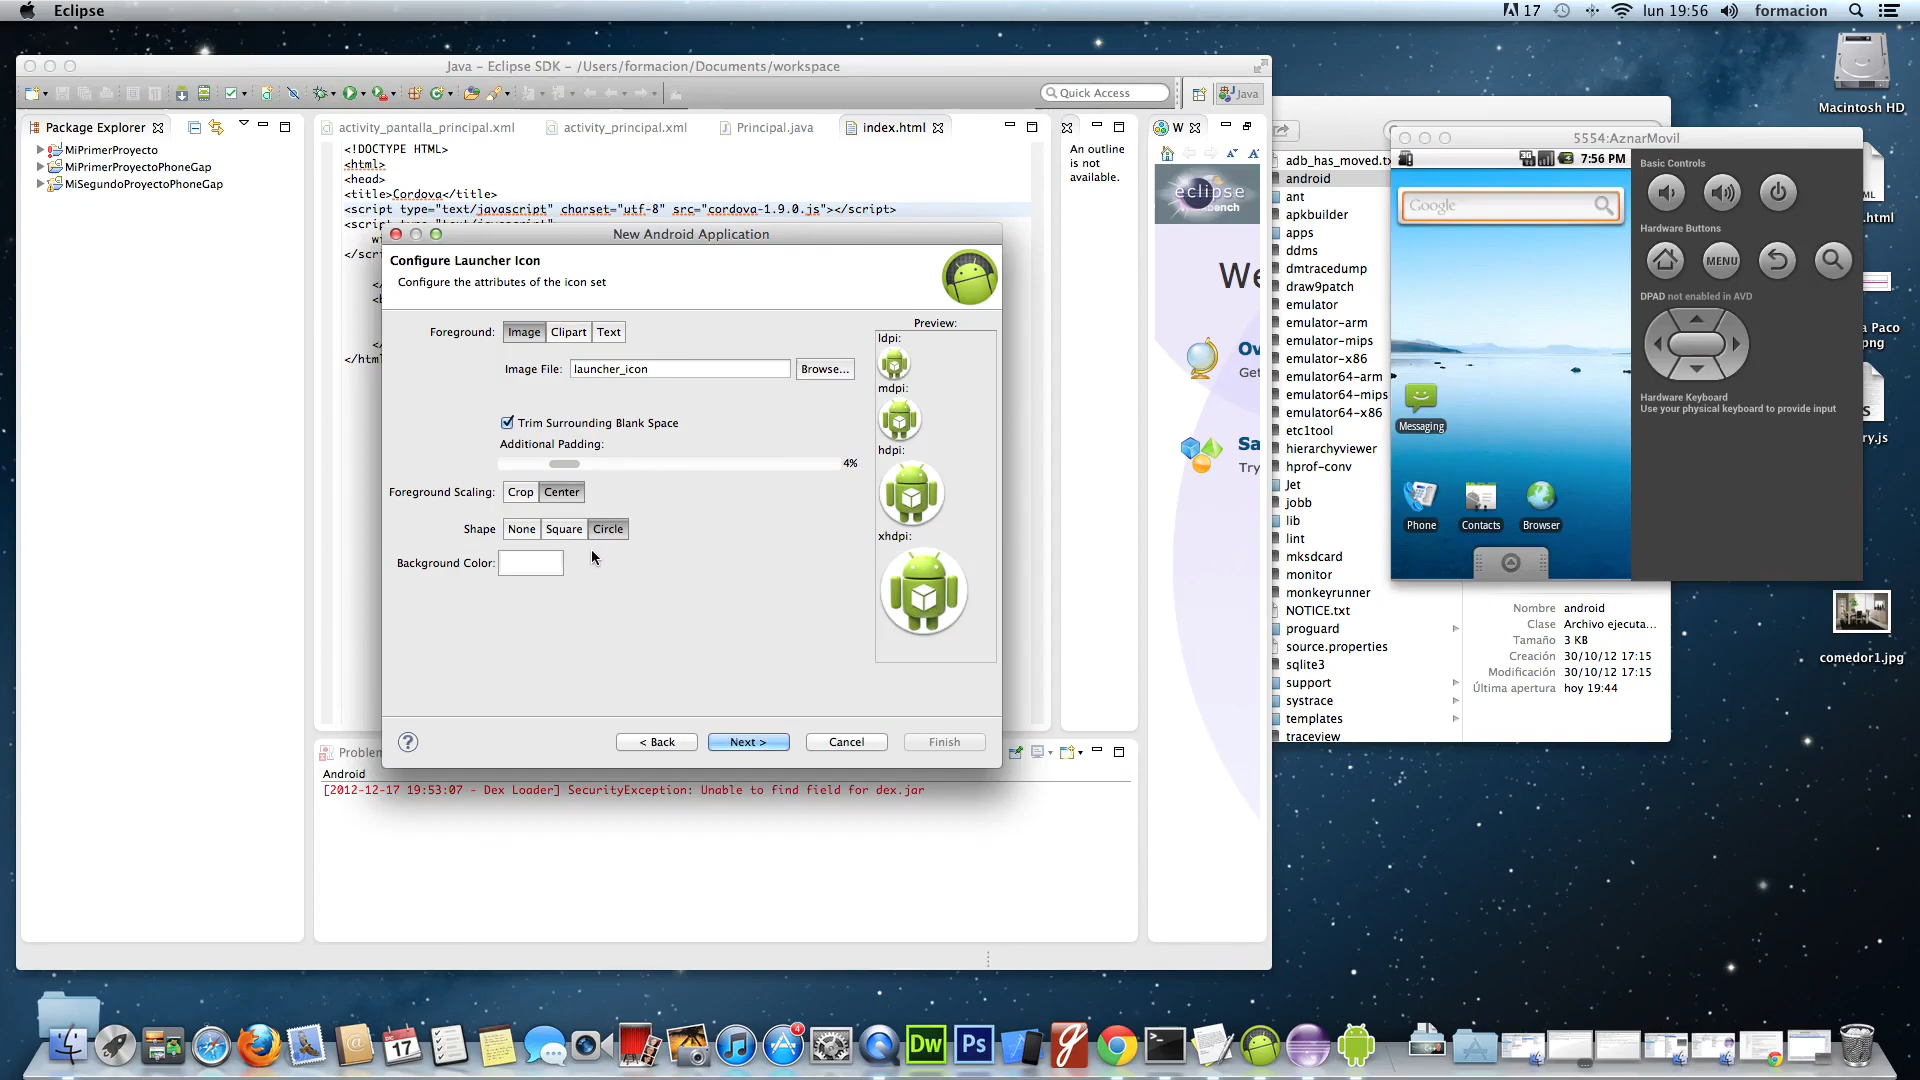 Eclipse
17
lun 19:56
formacion
Java – Eclipse SDK – /Users/formacion/Documents/workspace
Quick Access
Java
Package Explorer
MiPrimerProyecto
MiPrimerProyectoPhoneGap
MiSegundoProyectoPhoneGap
activity_pantalla_principal.xml
activity_principal.xml
Principal.java
index.html
<!DOCTYPE HTML>
<html>
<head>
<title>Cordova</title>
<script type="text/javascript" charset="utf-8" src="cordova-1.9.0.js"></script>
An outline
is not
available.
W
eclipse
New Android Application
Configure Launcher Icon
Configure the attributes of the icon set
Foreground:
Image
Clipart
Text
Image File:
launcher_icon
Browse...
Trim Surrounding Blank Space
Additional Padding:
4%
Foreground Scaling:
Crop
Center
Shape
None
Square
Circle
Background Color:
Preview:
ldpi:
mdpi:
hdpi:
xhdpi:
< Back
Next >
Cancel
Finish
Android
[2012-12-17 19:53:07 - Dex Loader] SecurityException: Unable to find field for dex.jar
android
ant
apkbuilder
apps
ddms
dmtracedump
draw9patch
emulator
emulator-arm
emulator-mips
emulator-x86
emulator64-arm
emulator64-mips
emulator64-x86
etc1tool
hierarchyviewer
hprof-conv
Jet
jobb
lib
lint
mksdcard
monitor
monkeyrunner
NOTICE.txt
proguard
source.properties
sqlite3
support
systrace
templates
traceview
Nombre android
Clase Archivo ejecuta...
Tamaño 3 KB
Creación 30/10/12 17:15
Modificación 30/10/12 17:15
Última apertura hoy 19:44
5554:AznarMovil
7:56 PM
Google
Messaging
Phone
Contacts
Browser
Basic Controls
Hardware Buttons
MENU
DPAD not enabled in AVD
Hardware Keyboard
Use your physical keyboard to provide input
Macintosh HD
comedor1.jpg
DIC
17
4
Dw
Ps